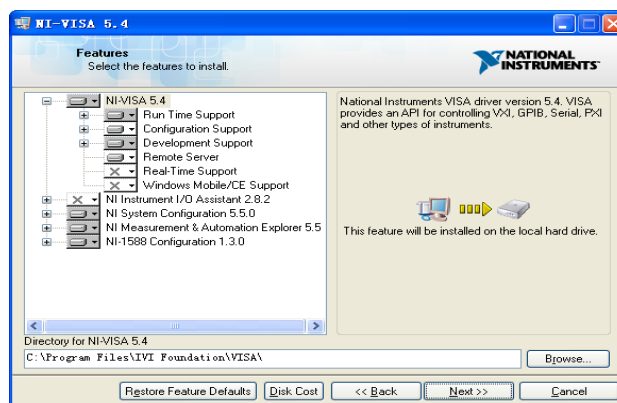 NI-VISA 5.4
Features
Select the features to install.
NATIONAL
INSTRUMENTS
NI-VISA 5.4
Run Time Support
Configuration Support
Development Support
Remote Server
Real-Time Support
Windows Mobile/CE Support
NI Instrument I/O Assistant 2.8.2
NI System Configuration 5.5.0
NI Measurement & Automation Explorer 5.5
NI-1588 Configuration 1.3.0
National Instruments VISA driver version 5.4. VISA
provides an API for controlling VXI, GPIB, Serial, PXI
and other types of instruments.
This feature will be installed on the local hard drive.
Directory for NI-VISA 5.4
C:\Program Files\IVI Foundation\VISA\
Browse...
Restore Feature Defaults
Disk Cost
<< Back
Next >>
Cancel